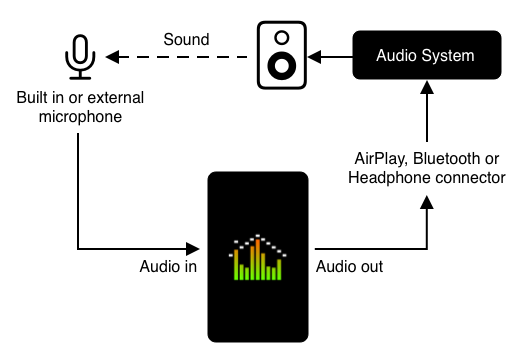 Sound
Audio System
Built in or external
microphone
AirPlay, Bluetooth or
Headphone connector
Audio in
Audio out